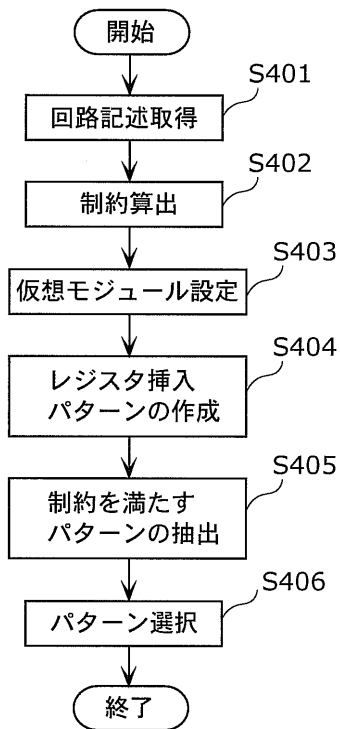 開始
S401
回路記述取得
S402
制約算出
S403
仮想モジュール設定
S404
レジスタ挿入
パターンの作成
S405
制約を満たす
パターンの抽出
S406
パターン選択
終了